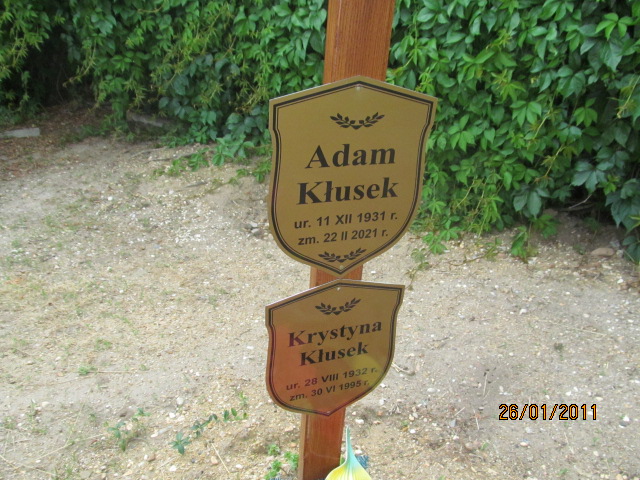 Adam
Kłusek
ur. 11 XII 1931 r.
zm. 22 II 2021 r.
Krystyna
Kłusek
ur. 28 VIII 1932 r.
zm. 30 VI 1995 r.
26/01/2011